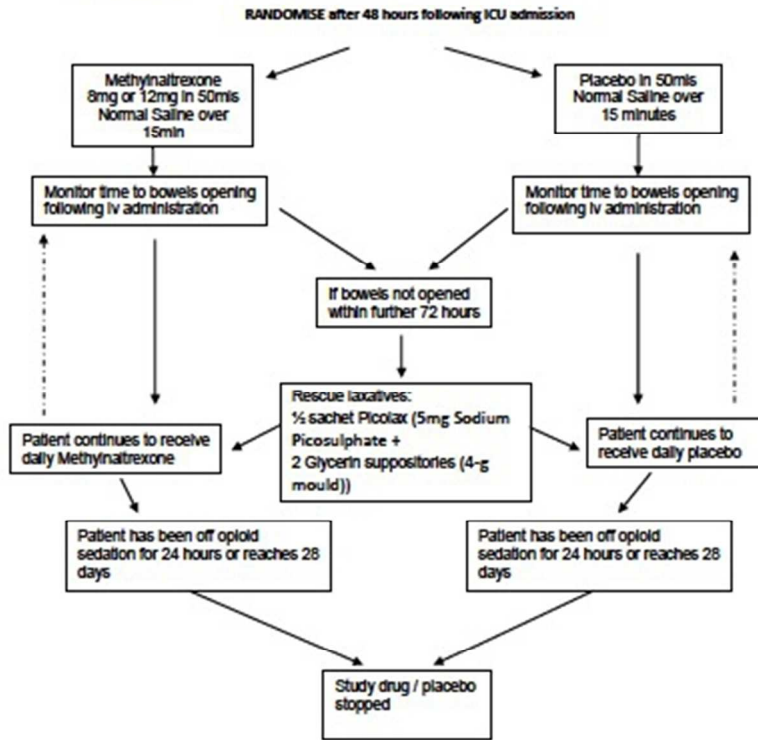 RANDOMISE after 48 hours following ICU admission
Methylnaltrexone
8mg or 12mg in 50mls
Normal Saline over
15min
Placebo in 50mls
Normal Saline over
15 minutes
Monitor time to bowels opening
following iv administration
Monitor time to bowels opening
following iv administration
If bowels not opened
within further 72 hours
Rescue laxatives:
½ sachet Picolax (5mg Sodium
Picosulphate +
2 Glycerin suppositories (4-g
mould))
Patient continues to receive
daily Methylnaltrexone
Patient continues to
receive daily placebo
Patient has been off opioid
sedation for 24 hours or reaches 28
days
Patient has been off opioid
sedation for 24 hours or reaches 28
days
Study drug / placebo
stopped